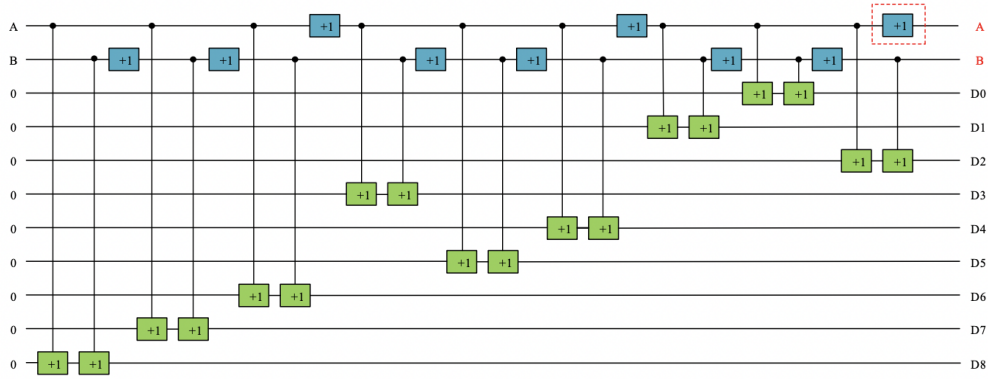 A +1 +1 +1 A
B +1 +1 +1 +1 +1 +1 B
0 +1 +1 D0
0 +1 +1 D1
0 +1 +1 D2
0 +1 +1 D3
0 +1 +1 D4
0 +1 +1 D5
0 +1 +1 D6
0 +1 +1 D7
0 +1 +1 D8